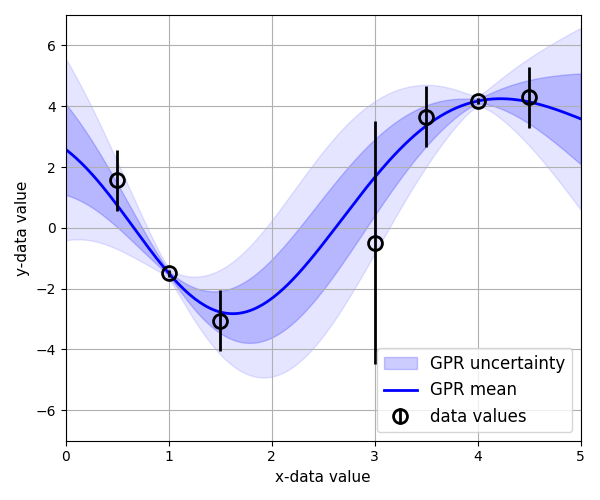 6
4
2
0
−2
−4
−6
y-data value
GPR uncertainty
GPR mean
data values
0 1 2 3 4 5
x-data value